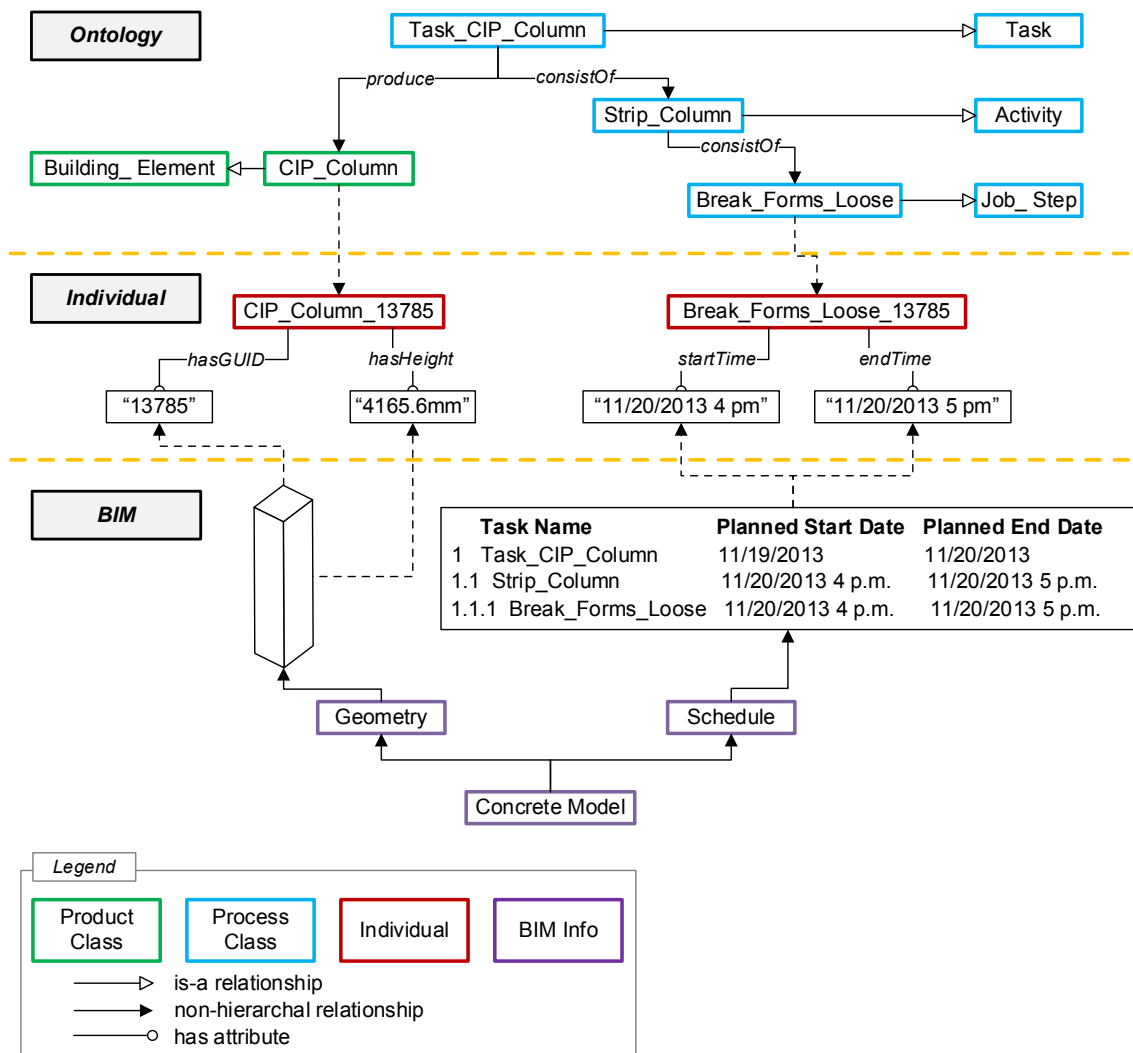 Ontology
Task_CIP_Column
Task
produce
consistOf
Strip_Column
Activity
consistOf
Building_ Element
CIP_Column
Break_Forms_Loose
Job_ Step
Individual
CIP_Column_13785
Break_Forms_Loose_13785
hasGUID
hasHeight
startTime
endTime
“13785”
“4165.6mm”
“11/20/2013 4 pm”
“11/20/2013 5 pm”
BIM
Task Name Planned Start Date Planned End Date
1 Task_CIP_Column 11/19/2013 11/20/2013
1.1 Strip_Column 11/20/2013 4 p.m. 11/20/2013 5 p.m.
1.1.1 Break_Forms_Loose 11/20/2013 4 p.m. 11/20/2013 5 p.m.
Geometry
Schedule
Concrete Model
Legend
Product
Class
Process
Class
Individual
BIM Info
is-a relationship
non-hierarchal relationship
has attribute